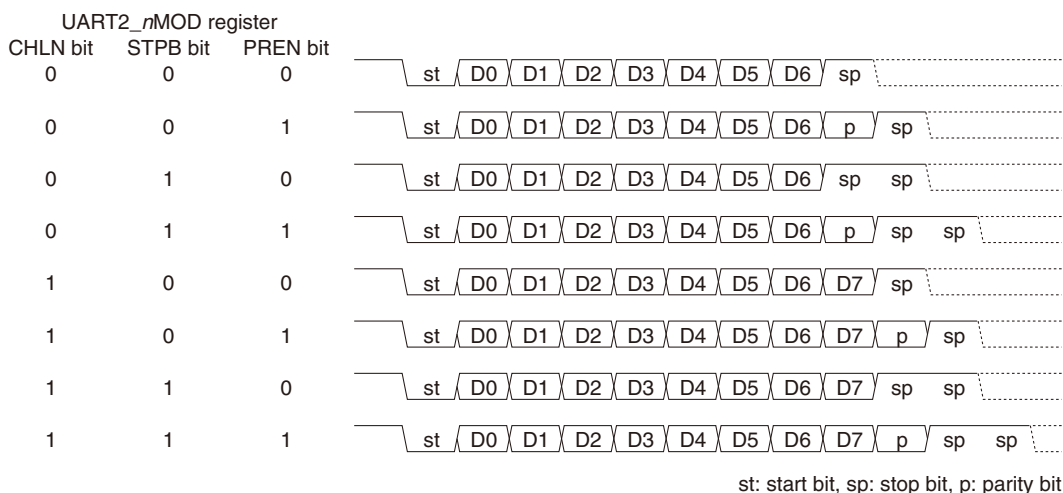 UART2_nMOD register
CHLN bit STPB bit PREN bit
0 0 0 st D0 D1 D2 D3 D4 D5 D6 sp
0 0 1 st D0 D1 D2 D3 D4 D5 D6 p sp
0 1 0 st D0 D1 D2 D3 D4 D5 D6 sp sp
0 1 1 st D0 D1 D2 D3 D4 D5 D6 p sp sp
1 0 0 st D0 D1 D2 D3 D4 D5 D6 D7 sp
1 0 1 st D0 D1 D2 D3 D4 D5 D6 D7 p sp
1 1 0 st D0 D1 D2 D3 D4 D5 D6 D7 sp sp
1 1 1 st D0 D1 D2 D3 D4 D5 D6 D7 p sp sp
st: start bit, sp: stop bit, p: parity bit